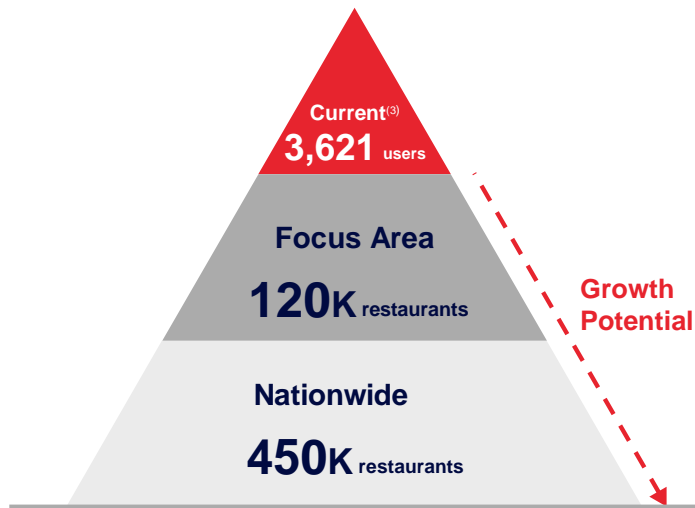 Current(3)
3,621 users
Focus Area
120K restaurants
Growth
Potential
Nationwide
450K restaurants